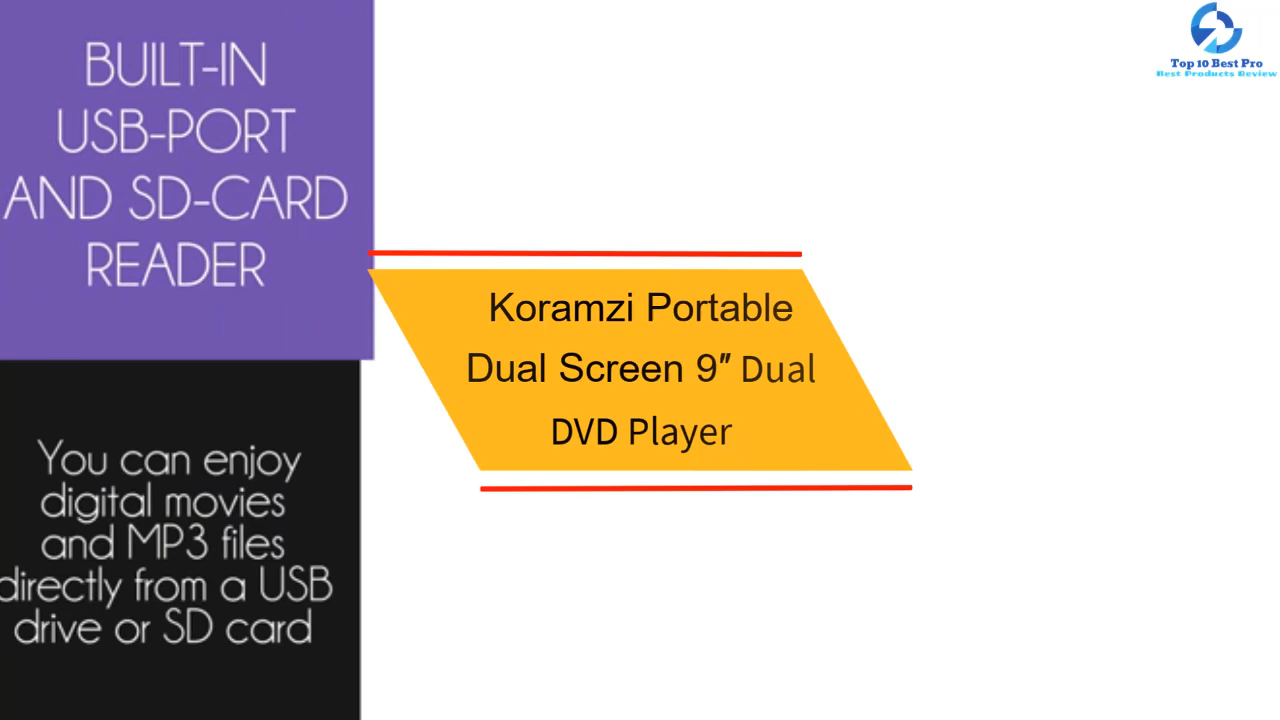 BUILT-IN
USB-PORT
AND SD-CARD
READER
You can enjoy
digital movies
and MP3 files
directly from a USB
drive or SD card
Koramzi Portable
Dual Screen 9″ Dual
DVD Player
Top 10 Best Pro
Best Products Review